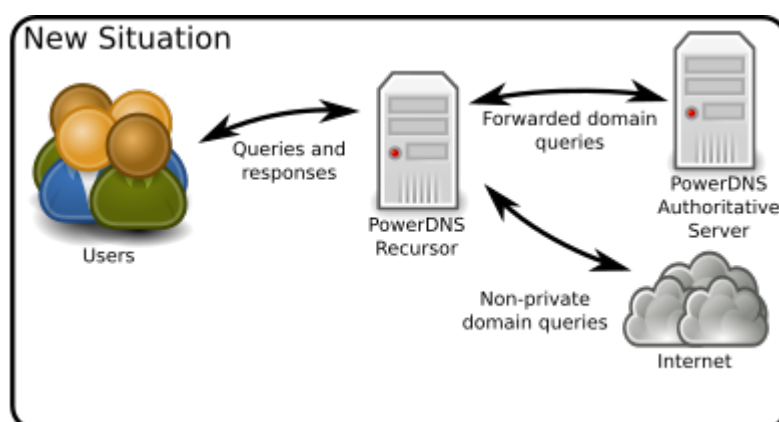 New Situation
Queries and
responses
Forwarded domain
queries
PowerDNS
Recursor
PowerDNS
Authoritative
Server
Users
Non-private
domain queries
Internet